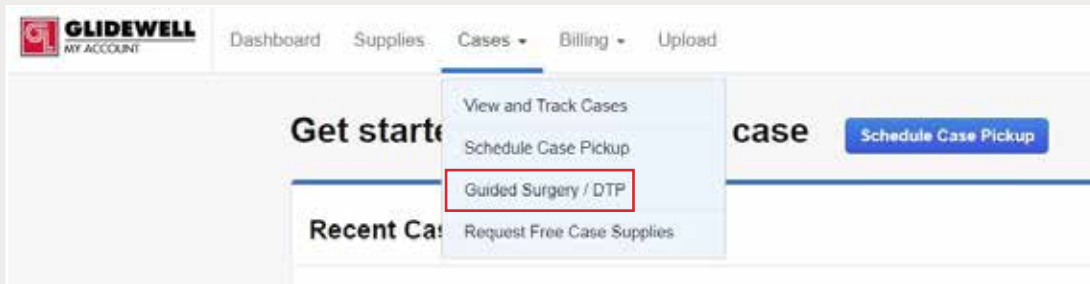 GL GLIDEWELL
MY ACCOUNT
Dashboard Supplies Cases Billing Upload
View and Track Cases
Get starte case Schedule Case Pickup
Schedule Case Pickup
Guided Surgery / DTP
Recent Cas
Request Free Case Supplies